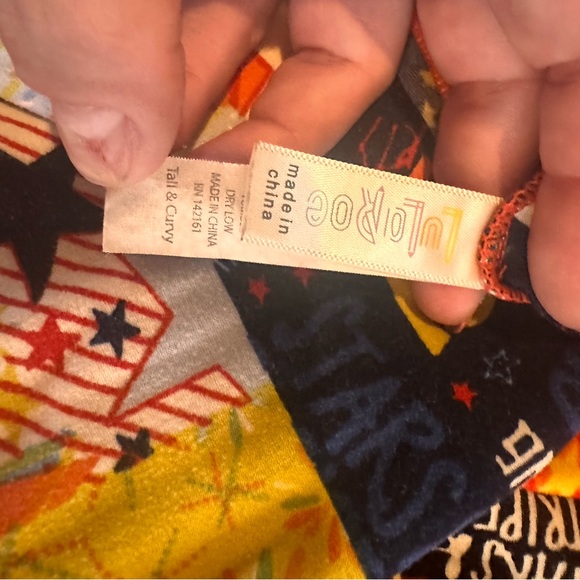 LuLaRoe
made in
china
DRY LOW
MADE IN CHINA
RN 142161
Tall & Curvy
STARS